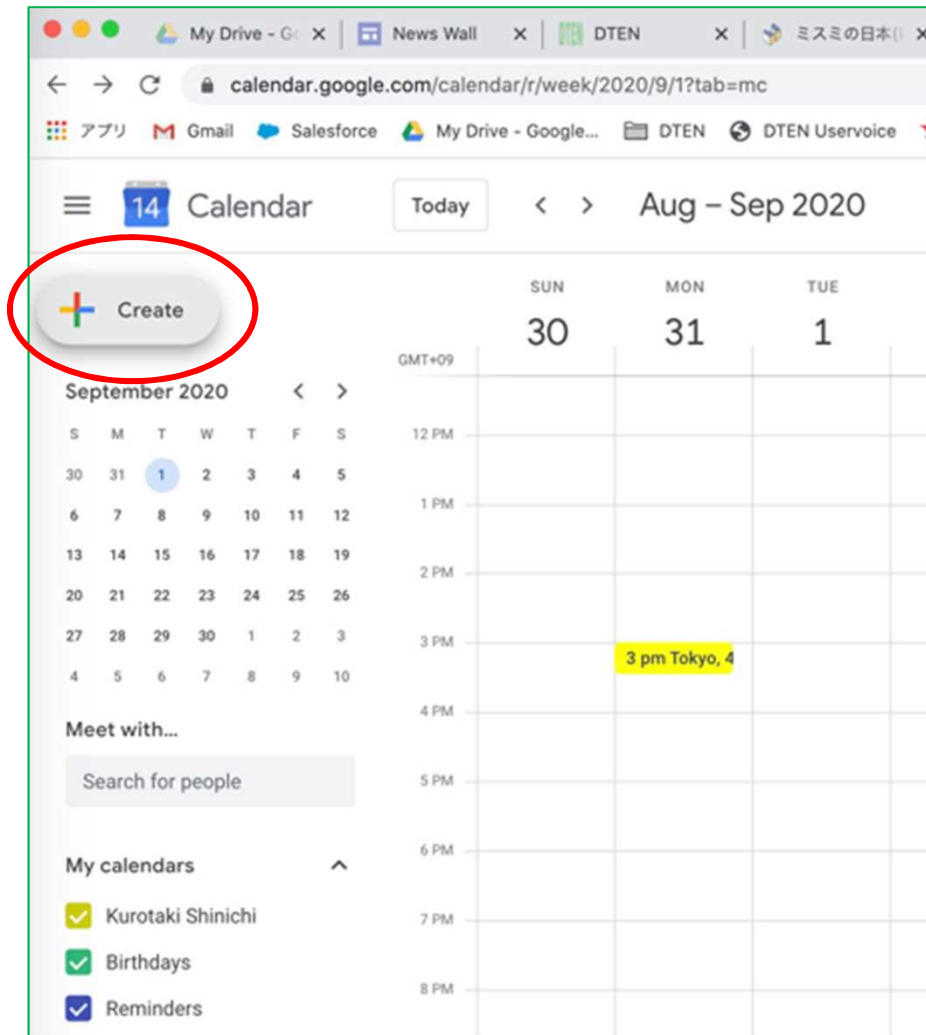 My Drive - G
News Wall
DTEN
ミスミの日本(
calendar.google.com/calendar/r/week/2020/9/1?tab=mc
アプリ Gmail Salesforce My Drive - Google... DTEN DTEN Uservoice
14 Calendar Today < > Aug – Sep 2020
Create
SUN MON TUE
30 31 1
GMT+09
September 2020 < >
S M T W T F S
30 31 1 2 3 4 5
6 7 8 9 10 11 12
13 14 15 16 17 18 19
20 21 22 23 24 25 26
27 28 29 30 1 2 3
4 5 6 7 8 9 10
Meet with...
Search for people
My calendars
Kurotaki Shinichi
Birthdays
Reminders
12 PM
1 PM
2 PM
3 PM
3 pm Tokyo, 4
4 PM
5 PM
6 PM
7 PM
8 PM